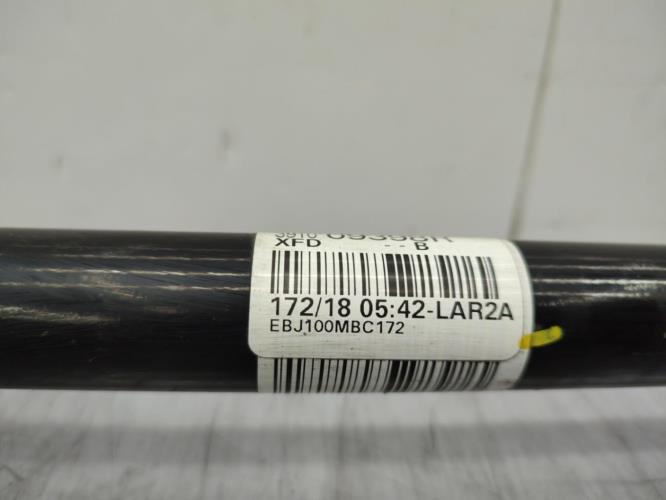 XFD - - B
172/18 05:42-LAR2A
EBJ100MBC172